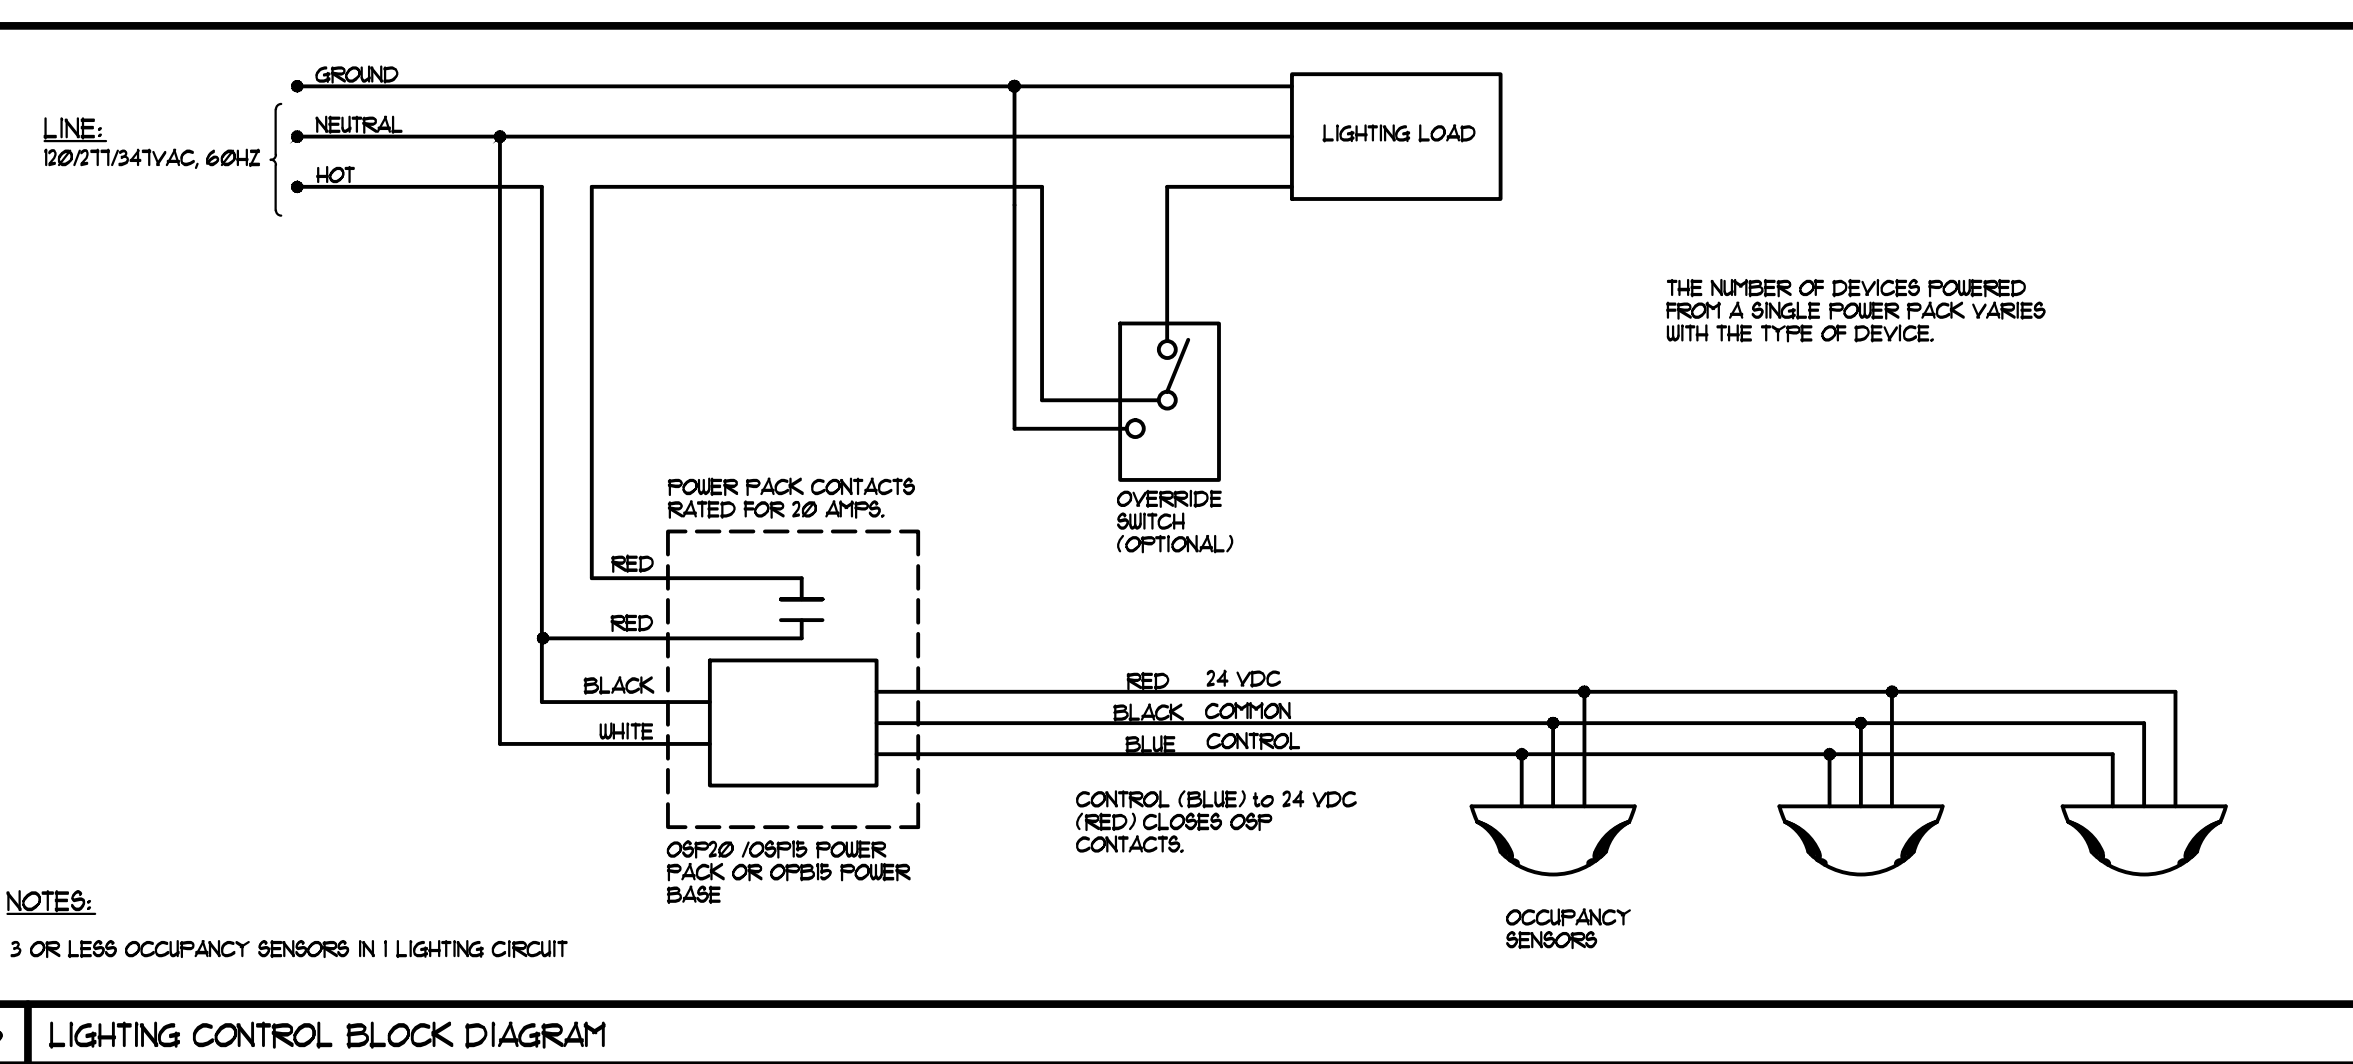 GROUND
LINE:
120/277/347VAC, 60HZ
NEUTRAL
HOT
LIGHTING LOAD
THE NUMBER OF DEVICES POWERED
FROM A SINGLE POWER PACK VARIES
WITH THE TYPE OF DEVICE.
POWER PACK CONTACTS
RATED FOR 20 AMPS.
OVERRIDE
SWITCH
(OPTIONAL)
RED
RED
BLACK
WHITE
RED 24 VDC
BLACK COMMON
BLUE CONTROL
CONTROL (BLUE) to 24 VDC
(RED) CLOSES OSP
CONTACTS.
OSP20 /OSP15 POWER
PACK OR OPB15 POWER
BASE
OCCUPANCY
SENSORS
NOTES:
3 OR LESS OCCUPANCY SENSORS IN 1 LIGHTING CIRCUIT
LIGHTING CONTROL BLOCK DIAGRAM